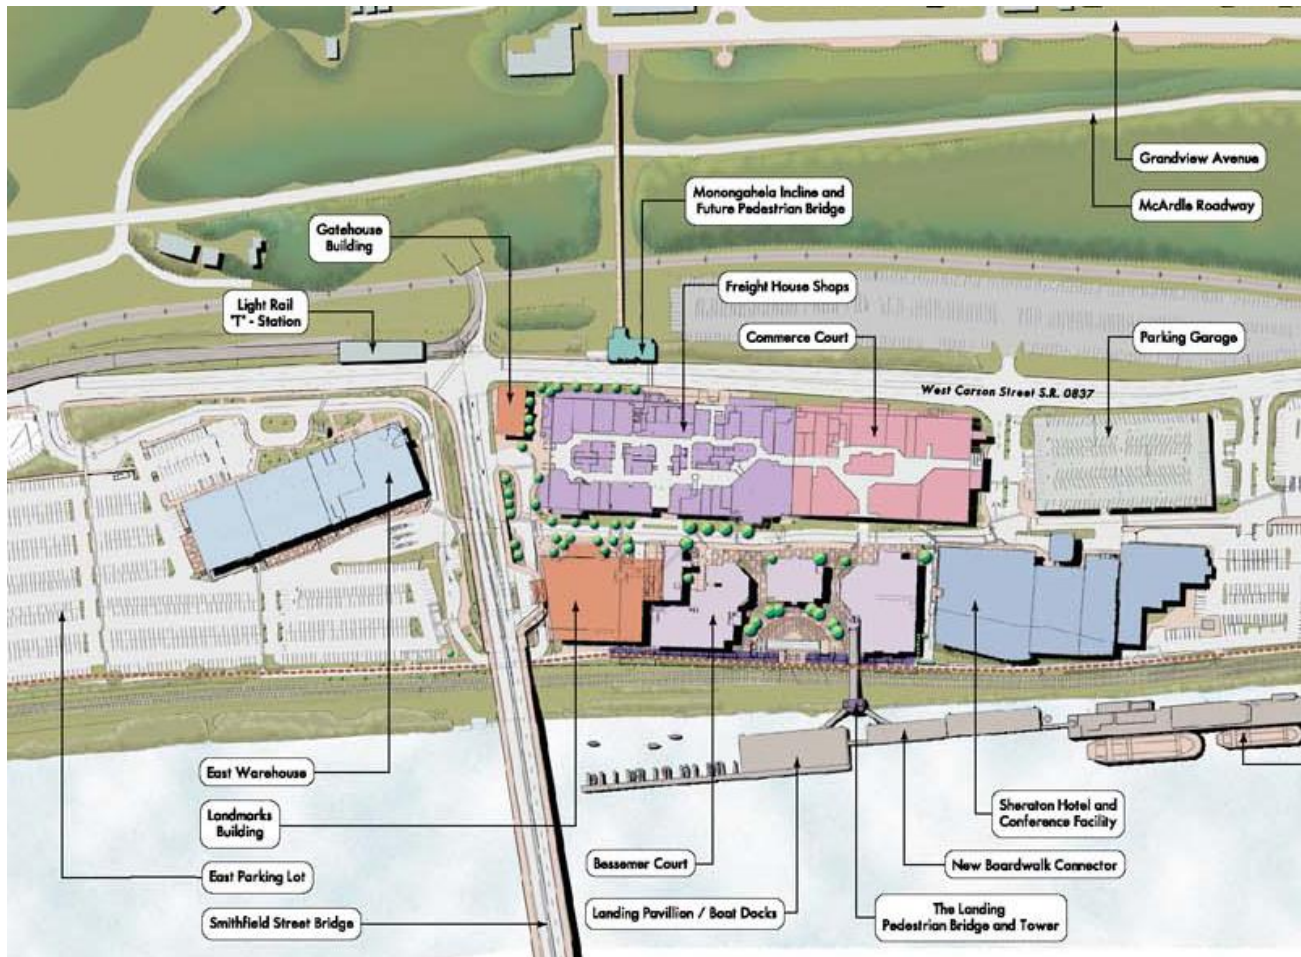 Grandview Avenue
McArdle Roadway
Monongahela Incline and
Future Pedestrian Bridge
Gatehouse
Building
Freight House Shops
Light Rail
"T" - Station
Commerce Court
Parking Garage
West Carson Street S.R. 0837
East Warehouse
Landmarks
Building
East Parking Lot
Smithfield Street Bridge
Bessemer Court
Landing Pavillion / Boat Docks
Sheraton Hotel and
Conference Facility
New Boardwalk Connector
The Landing
Pedestrian Bridge and Tower